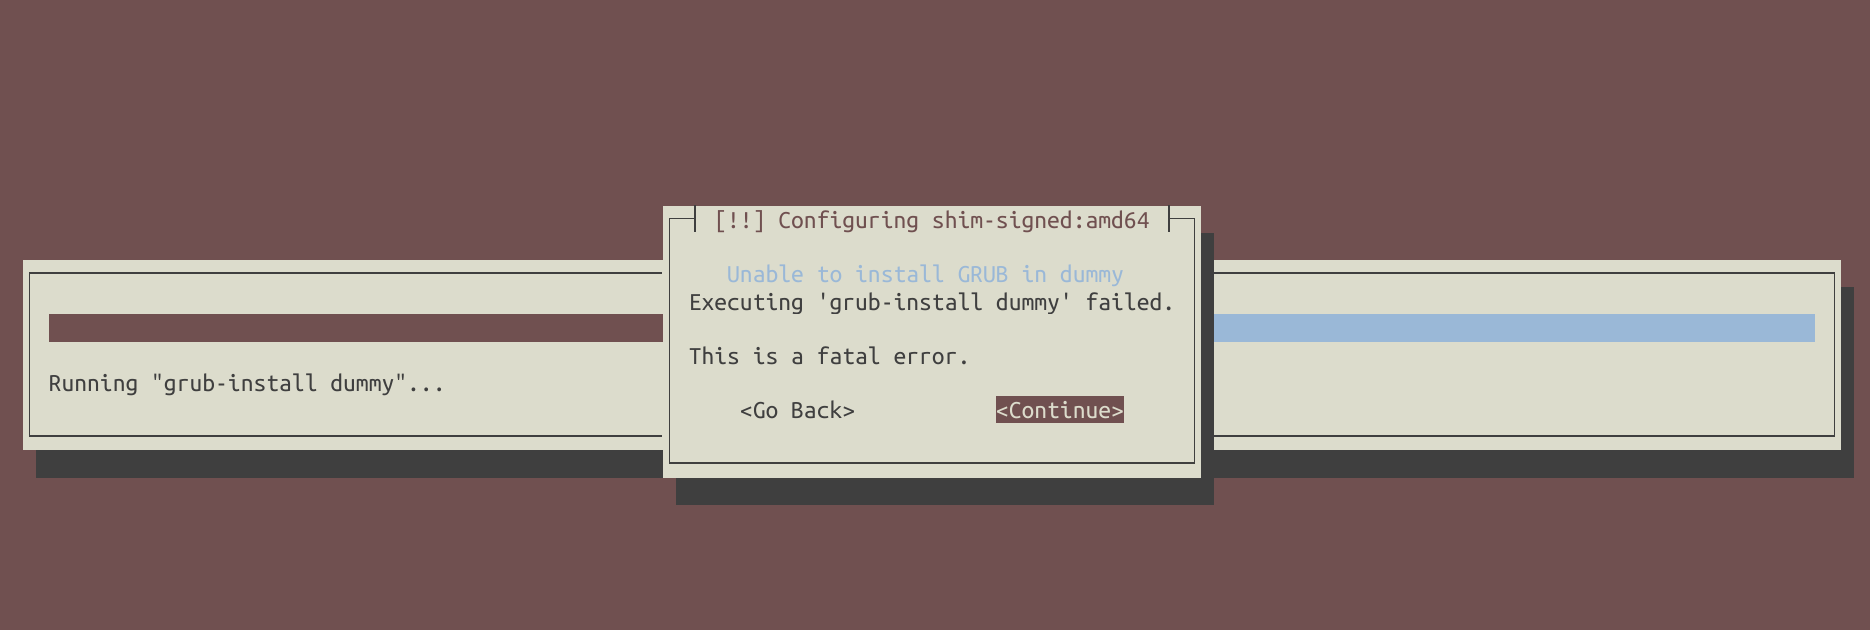 [!!] Configuring shim-signed:amd64
Unable to install GRUB in dummy
Executing 'grub-install dummy' failed.
This is a fatal error.
<Go Back> <Continue>
Running "grub-install dummy"...